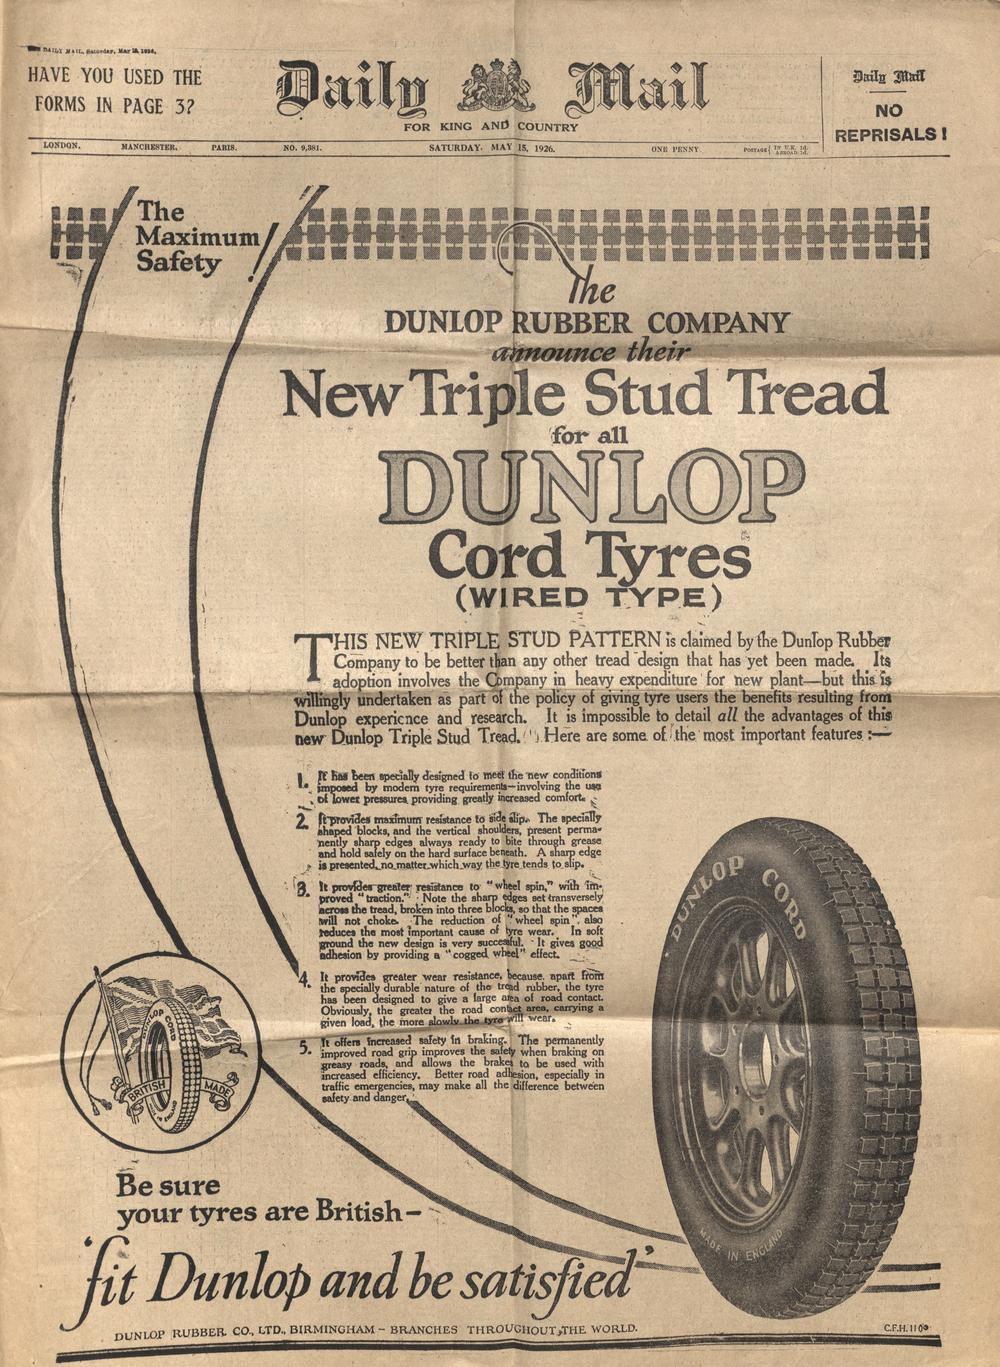 THE DAILY MAIL, Saturday, May 15, 1926.
HAVE YOU USED THE
FORMS IN PAGE 3?
Daily Mail
FOR KING AND COUNTRY
Daily Mail
NO
REPRISALS!
LONDON, MANCHESTER, PARIS. NO. 9,381. SATURDAY, MAY 15, 1926. ONE PENNY POSTAGE { IN U.K. 1d. ABROAD 1d.
The
Maximum
Safety!
The
DUNLOP RUBBER COMPANY
announce their
New Triple Stud Tread
for all
DUNLOP
Cord Tyres
(WIRED TYPE)
THIS NEW TRIPLE STUD PATTERN is claimed by the Dunlop Rubber
Company to be better than any other tread design that has yet been made. Its
adoption involves the Company in heavy expenditure for new plant—but this is
willingly undertaken as part of the policy of giving tyre users the benefits resulting from
Dunlop experience and research. It is impossible to detail all the advantages of this
new Dunlop Triple Stud Tread. Here are some of the most important features :—
1. It has been specially designed to meet the new conditions
imposed by modern tyre requirements—involving the use
of lower pressures, providing greatly increased comfort.
2. It provides maximum resistance to side slip. The specially
shaped blocks, and the vertical shoulders, present perma-
nently sharp edges always ready to bite through grease
and hold safely on the hard surface beneath. A sharp edge
is presented, no matter which way the tyre tends to slip.
3. It provides greater resistance to "wheel spin," with im-
proved "traction." Note the sharp edges set transversely
across the tread, broken into three blocks, so that the spaces
will not choke. The reduction of "wheel spin" also
reduces the most important cause of tyre wear. In soft
ground the new design is very successful. It gives good
adhesion by providing a "cogged wheel" effect.
4. It provides greater wear resistance, because, apart from
the specially durable nature of the tread rubber, the tyre
has been designed to give a large area of road contact.
Obviously, the greater the road contact area, carrying a
given load, the more slowly the tyre will wear.
5. It offers increased safety in braking. The permanently
improved road grip improves the safety when braking on
greasy roads, and allows the brakes to be used with
increased efficiency. Better road adhesion, especially in
traffic emergencies, may make all the difference between
safety and danger.
DUNLOP CORD
MADE IN ENGLAND
DUNLOP CORD
BRITISH MADE
IN ENGLAND
Be sure
your tyres are British—
'fit Dunlop and be satisfied'
DUNLOP RUBBER CO., LTD., BIRMINGHAM – BRANCHES THROUGHOUT THE WORLD.
C.F.H. 1100